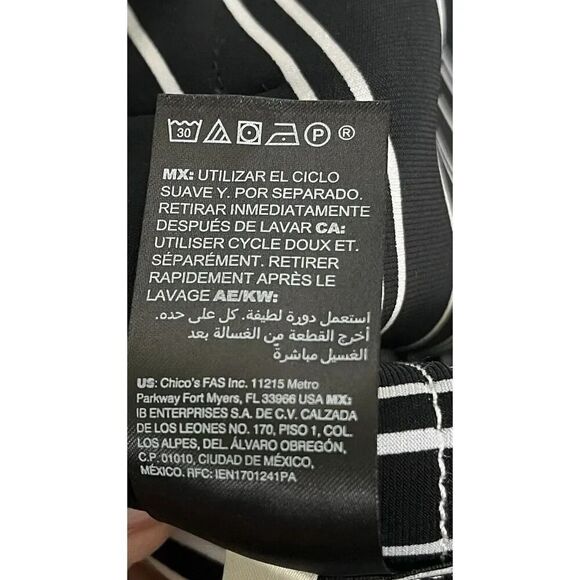 30 P ®
MX: UTILIZAR EL CICLO
SUAVE Y. POR SEPARADO.
RETIRAR INMEDIATAMENTE
DESPUÉS DE LAVAR CA:
UTILISER CYCLE DOUX ET.
SÉPARÉMENT. RETIRER
RAPIDEMENT APRÈS LE
LAVAGE AE/KW:
استعمل دورة لطيفة. كل على حده.
أخرج القطعة من الغسالة بعد
الغسيل مباشرةً
US: Chico's FAS Inc. 11215 Metro
Parkway Fort Myers, FL 33966 USA MX:
IB ENTERPRISES S.A. DE C.V. CALZADA
DE LOS LEONES NO. 170, PISO 1, COL.
LOS ALPES, DEL. ÁLVARO OBREGÓN,
C.P. 01010, CIUDAD DE MÉXICO,
MÉXICO. RFC: IEN1701241PA